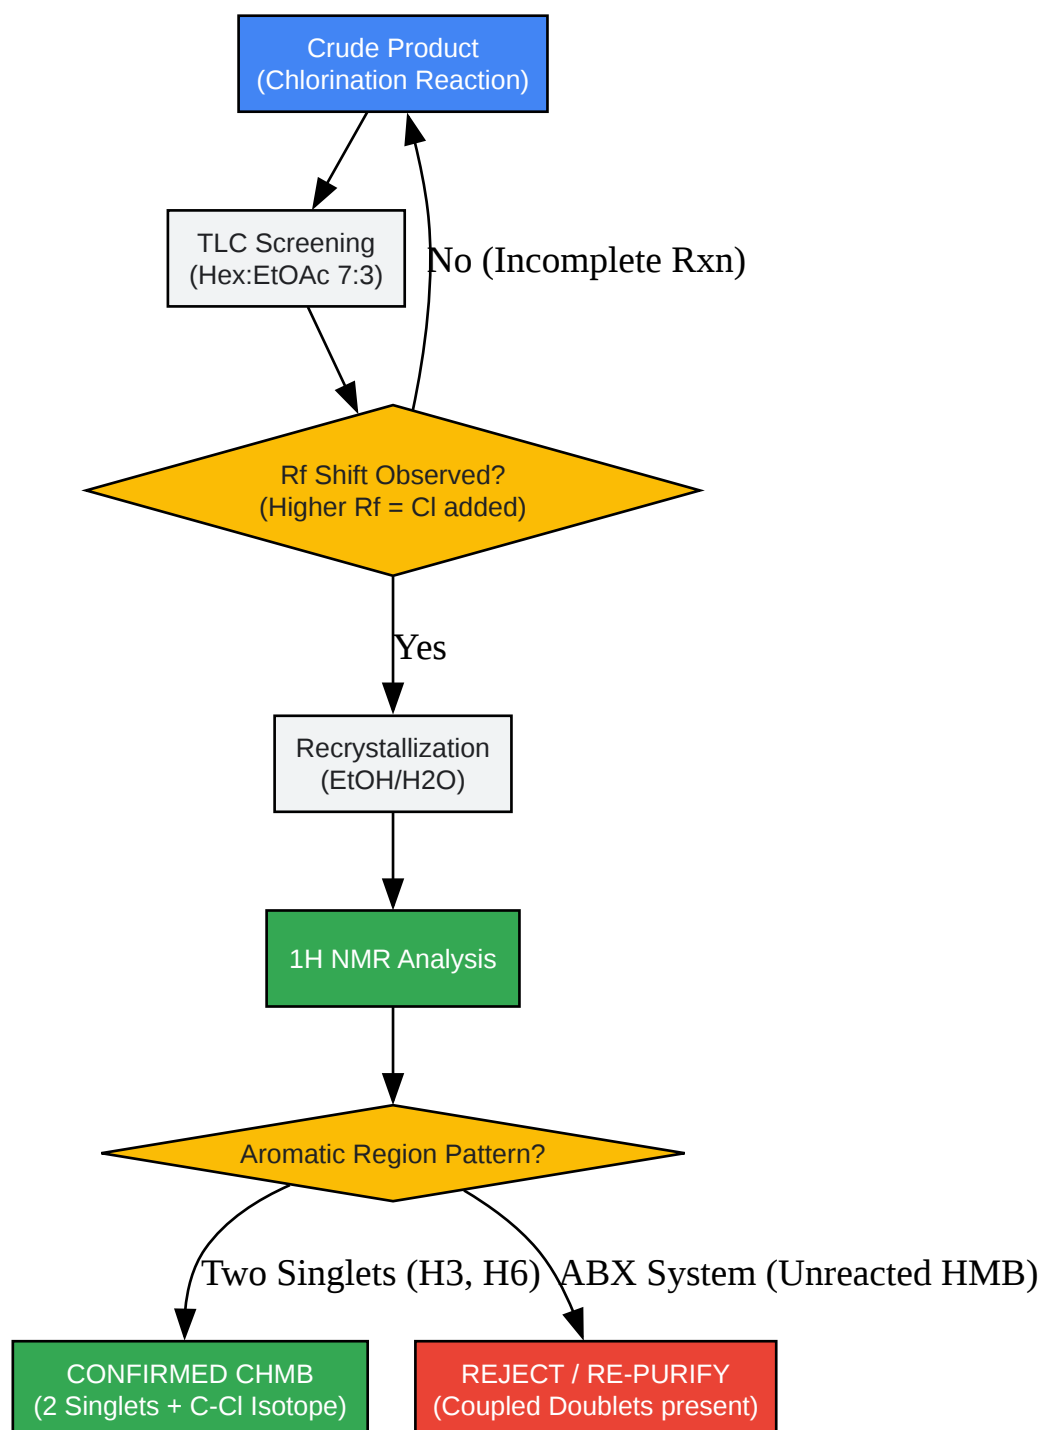 Crude Product
(Chlorination Reaction)
TLC Screening
(Hex:EtOAc 7:3)
No (Incomplete Rxn)
Rf Shift Observed?
(Higher Rf = Cl added)
Yes
Recrystallization
(EtOH/H2O)
1H NMR Analysis
Aromatic Region Pattern?
Two Singlets (H3, H6)
ABX System (Unreacted HMB)
CONFIRMED CHMB
(2 Singlets + C-Cl Isotope)
REJECT / RE-PURIFY
(Coupled Doublets present)